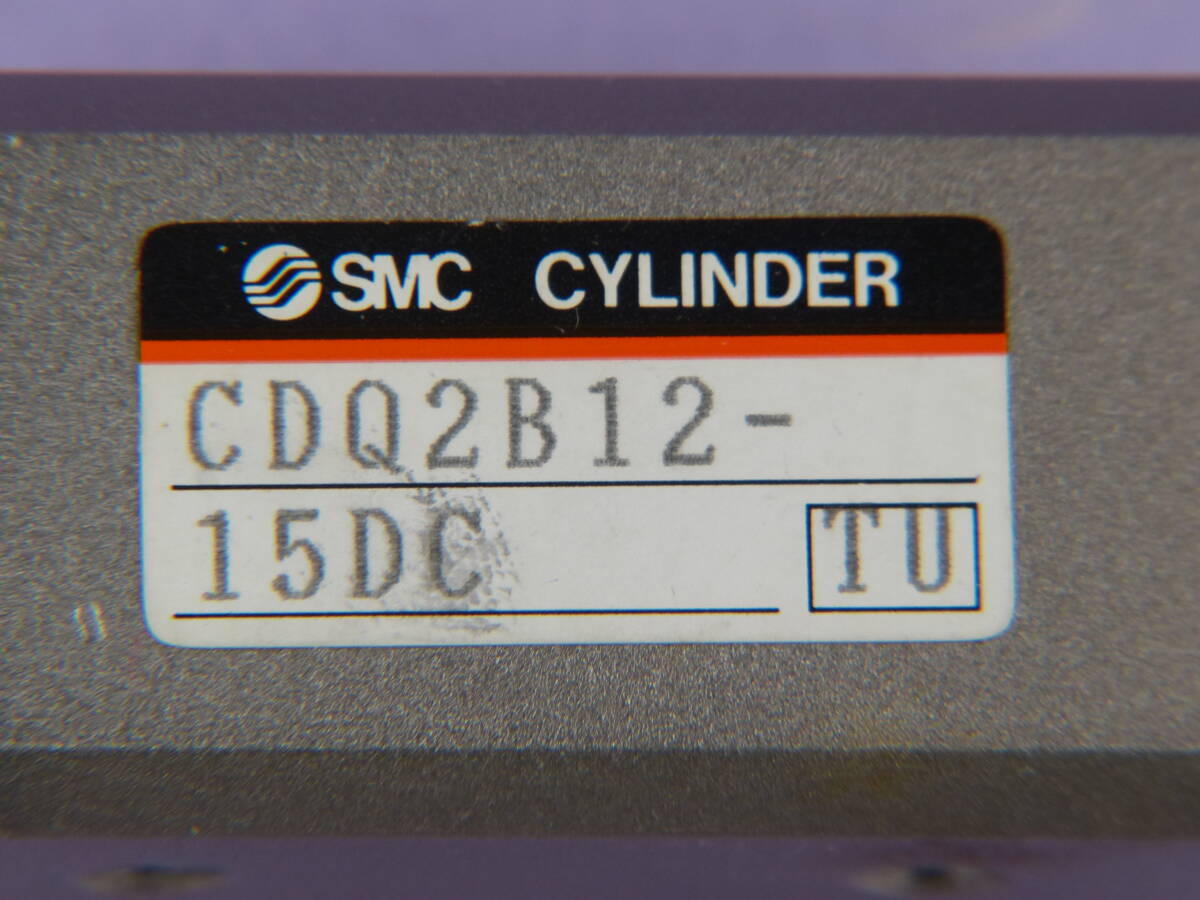 SMC CYLINDER
CDQ2B12-
15DC TU